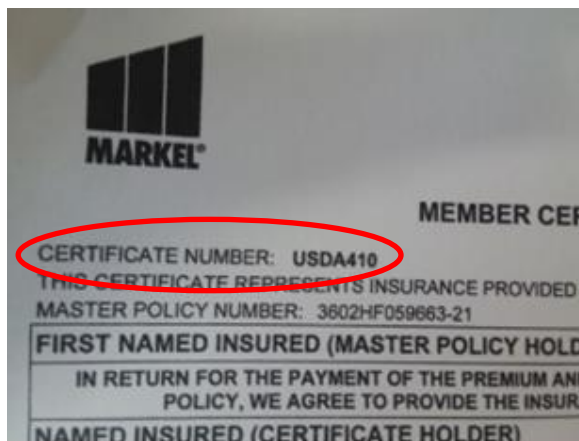 MARKEL®
MEMBER CER
CERTIFICATE NUMBER: USDA410
THIS CERTIFICATE REPRESENTS INSURANCE PROVIDED
MASTER POLICY NUMBER: 3602HF059663-21
FIRST NAMED INSURED (MASTER POLICY HOLD
IN RETURN FOR THE PAYMENT OF THE PREMIUM AN
POLICY, WE AGREE TO PROVIDE THE INSUR
NAMED INSURED (CERTIFICATE HOLDER)